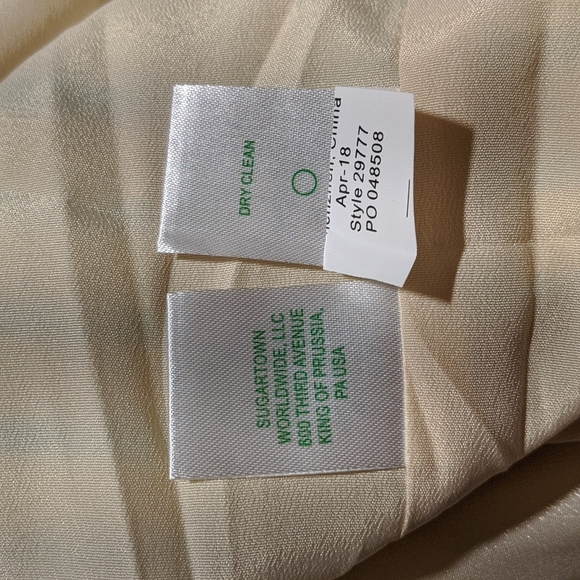 DRY CLEAN
China
Apr-18
Style 29777
PO 048508
SUGARTOWN
WORLDWIDE, LLC
800 THIRD AVENUE
KING OF PRUSSIA,
PA USA